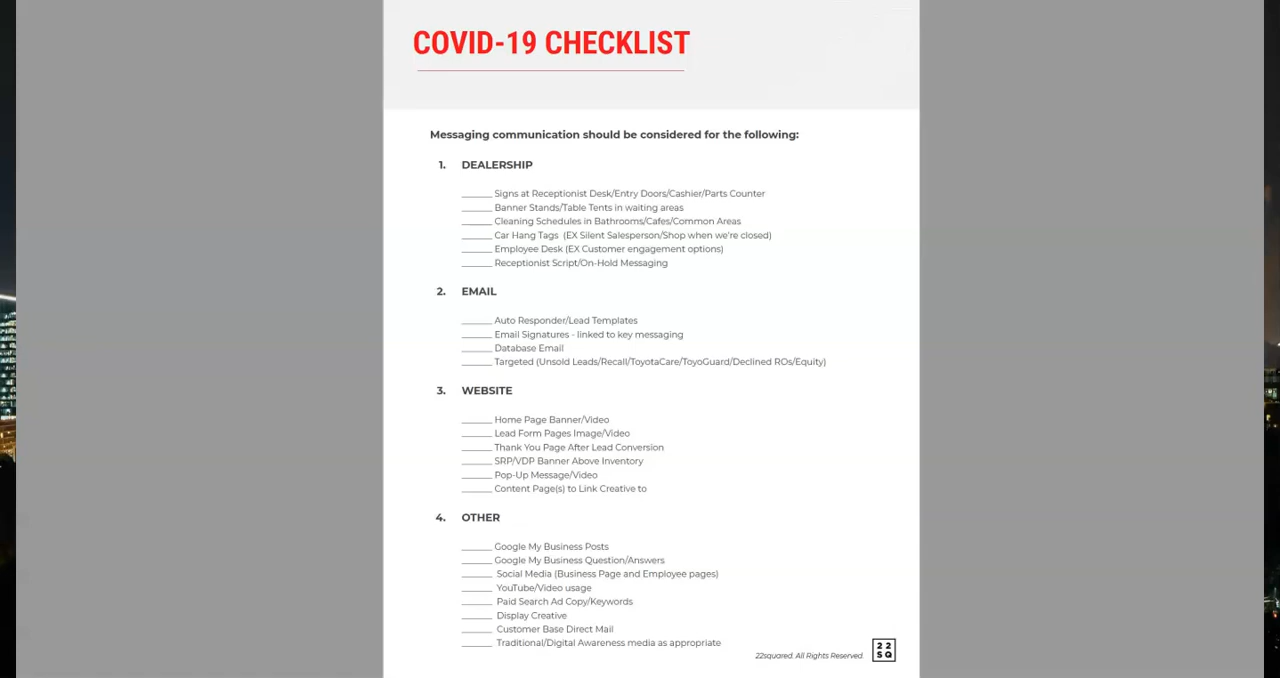 COVID-19 CHECKLIST
Messaging communication should be considered for the following:
1. DEALERSHIP
______ Signs at Receptionist Desk/Entry Doors/Cashier/Parts Counter
______ Banner Stands/Table Tents in waiting areas
______ Cleaning Schedules in Bathrooms/Cafes/Common Areas
______ Car Hang Tags (EX Silent Salesperson/Shop when we're closed)
______ Employee Desk (EX Customer engagement options)
______ Receptionist Script/On-Hold Messaging
2. EMAIL
______ Auto Responder/Lead Templates
______ Email Signatures - linked to key messaging
______ Database Email
______ Targeted (Unsold Leads/Recall/ToyotaCare/ToyoGuard/Declined ROs/Equity)
3. WEBSITE
______ Home Page Banner/Video
______ Lead Form Pages Image/Video
______ Thank You Page After Lead Conversion
______ SRP/VDP Banner Above Inventory
______ Pop-Up Message/Video
______ Content Page(s) to Link Creative to
4. OTHER
______ Google My Business Posts
______ Google My Business Question/Answers
______ Social Media (Business Page and Employee pages)
______ YouTube/Video usage
______ Paid Search Ad Copy/Keywords
______ Display Creative
______ Customer Base Direct Mail
______ Traditional/Digital Awareness media as appropriate
22squared. All Rights Reserved.
22
SQ